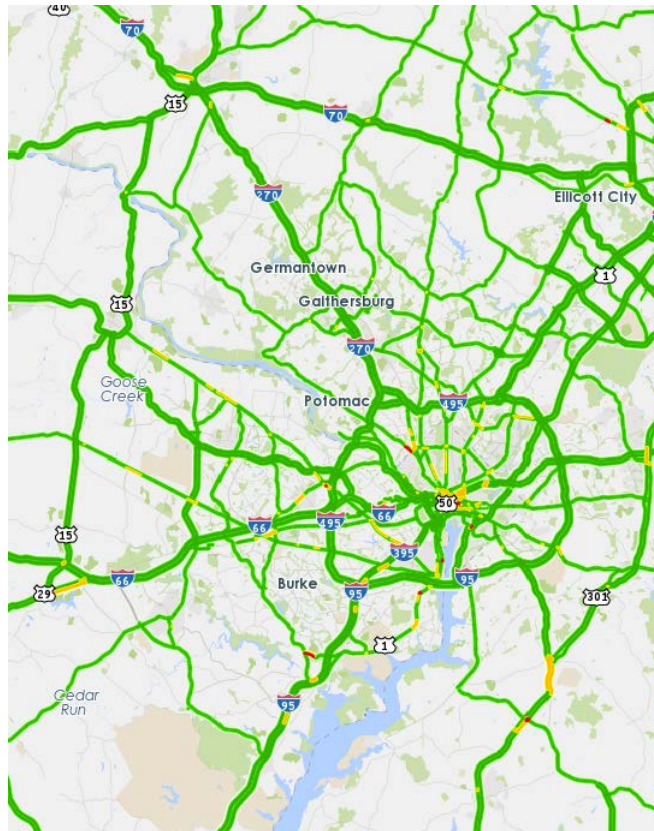 40
70
15
70
270
Ellicott City
Germantown
1
15
Gaithersburg
270
Goose
Creek
Potomac
495
50
66
66
495
15
395
66
Burke
95
95
29
301
1
Cedar
Run
95